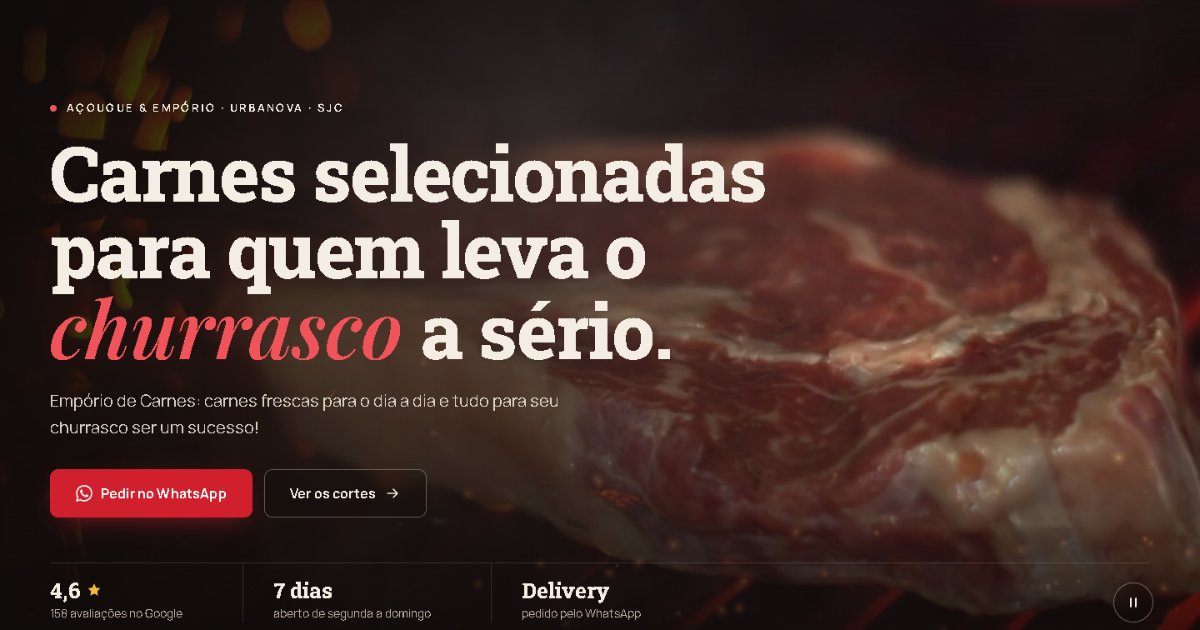 AÇOUGUE & EMPÓRIO · URBANOVA · SJC
Carnes selecionadas
para quem leva o
churrasco a sério.
Empório de Carnes: carnes frescas para o dia a dia e tudo para seu
churrasco ser um sucesso!
Pedir no WhatsApp
Ver os cortes →
4,6 ★
158 avaliações no Google
7 dias
aberto de segunda a domingo
Delivery
pedido pelo WhatsApp